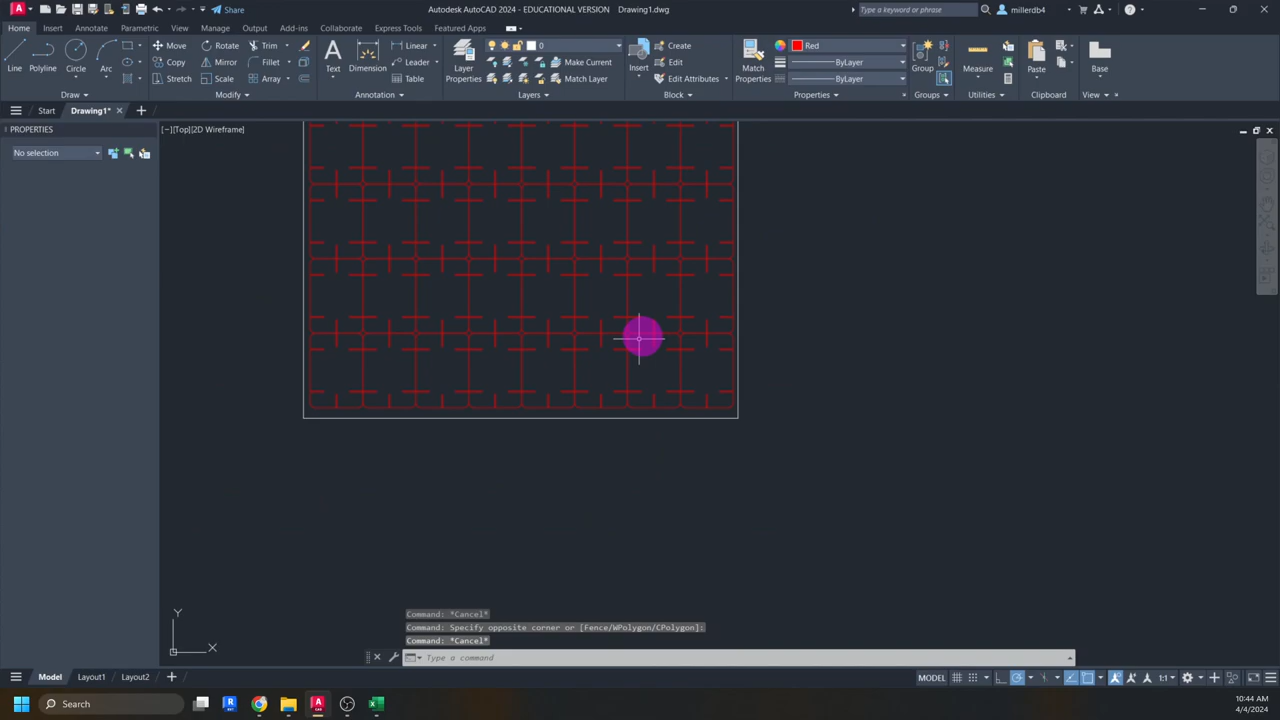 Share
Autodesk AutoCAD 2024 - EDUCATIONAL VERSION Drawing1.dwg
Type a keyword or phrase
millerdb4
Home Insert Annotate Parametric View Manage Output Add-ins Collaborate Express Tools Featured Apps
Line Polyline Circle Arc
Move Rotate Trim
Copy Mirror Fillet
Stretch Scale Array
Text Dimension
Linear
Leader
Table
Layer Properties
0
Make Current
Match Layer
Insert
Create
Edit
Edit Attributes
Match Properties
Red
ByLayer
ByLayer
Group
Measure
Paste
Base
Draw Modify Annotation Layers Block Properties Groups Utilities Clipboard View
Start Drawing1*
PROPERTIES
No selection
[−][Top][2D Wireframe]
Y
X
Command: *Cancel*
Command: Specify opposite corner or [Fence/WPolygon/CPolygon]:
Command: *Cancel*
Type a command
Model Layout1 Layout2
MODEL
1:1
Search
10:44 AM
4/4/2024